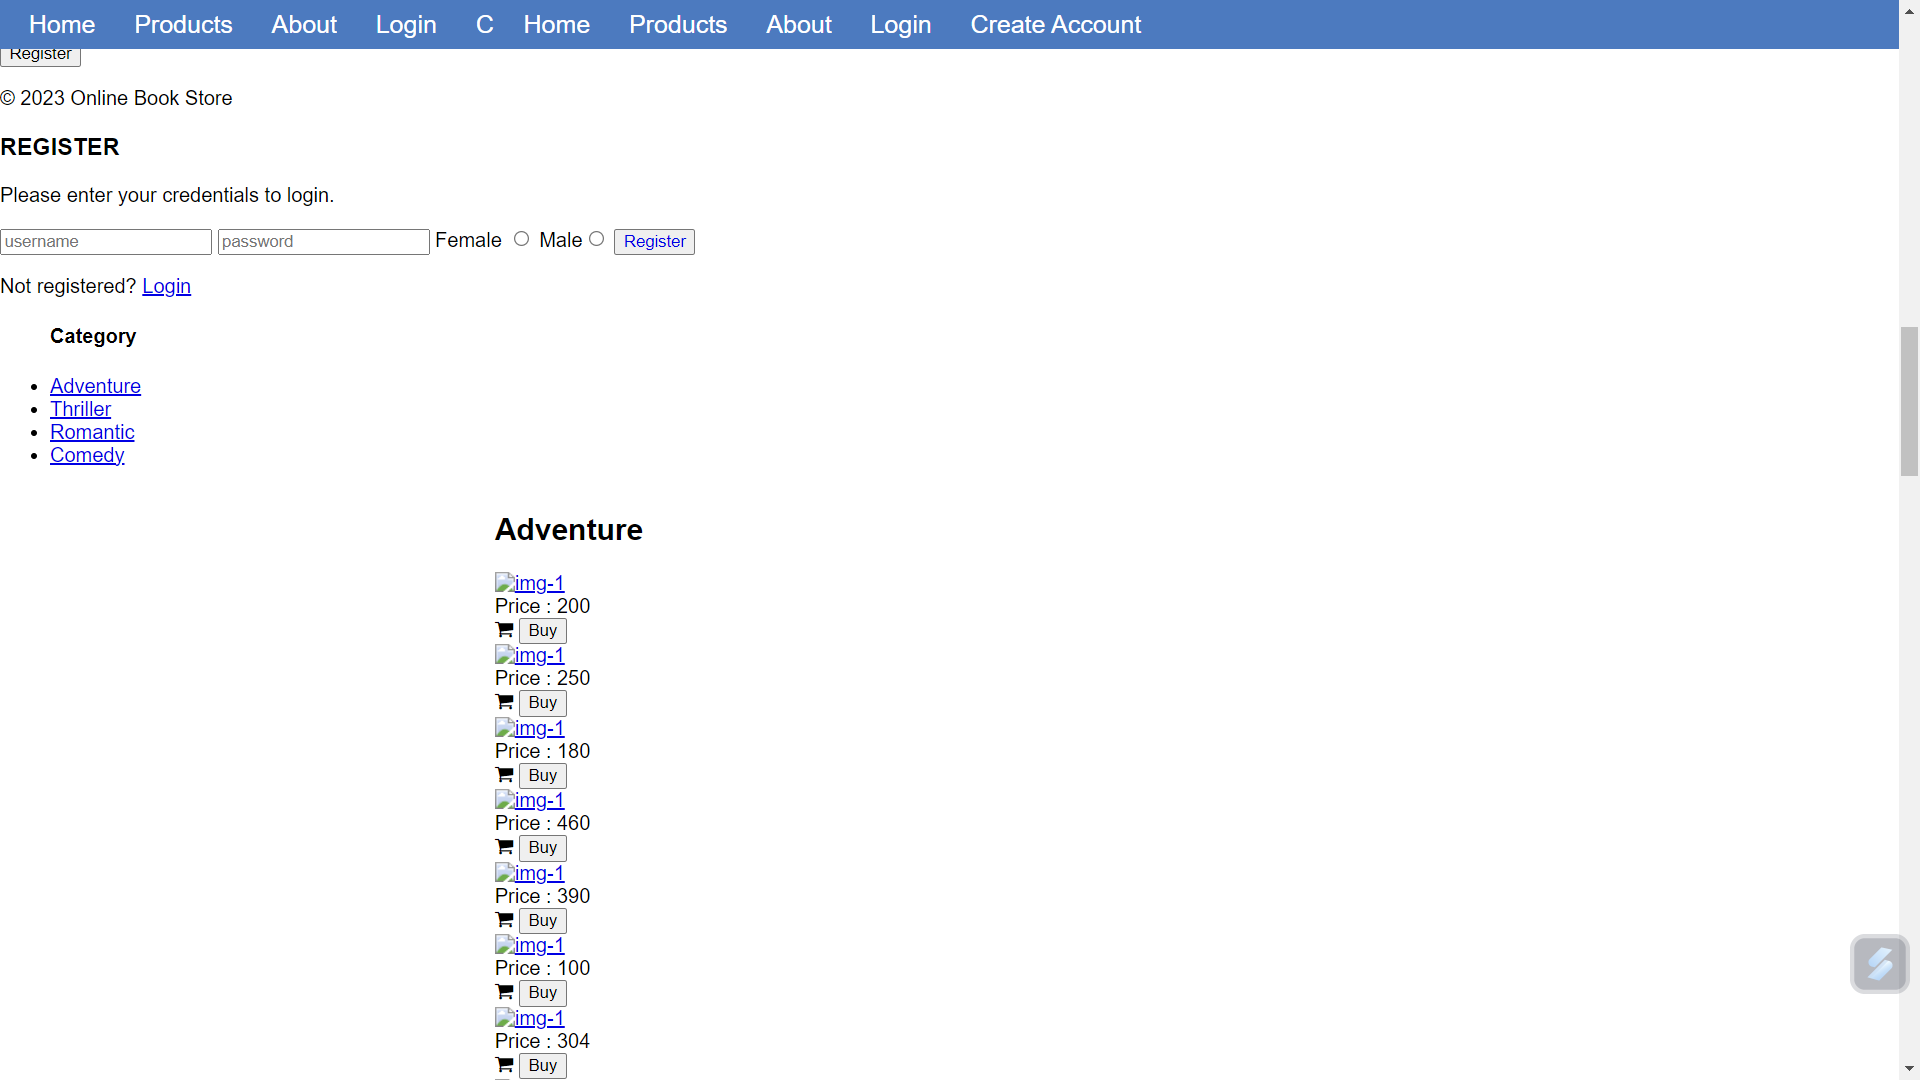 Home Products About Login C Home Products About Login Create Account
Register
© 2023 Online Book Store
REGISTER
Please enter your credentials to login.
username password Female Male Register
Not registered? Login
Category
Adventure
Thriller
Romantic
Comedy
Adventure
img-1
Price : 200
Buy
img-1
Price : 250
Buy
img-1
Price : 180
Buy
img-1
Price : 460
Buy
img-1
Price : 390
Buy
img-1
Price : 100
Buy
img-1
Price : 304
Buy